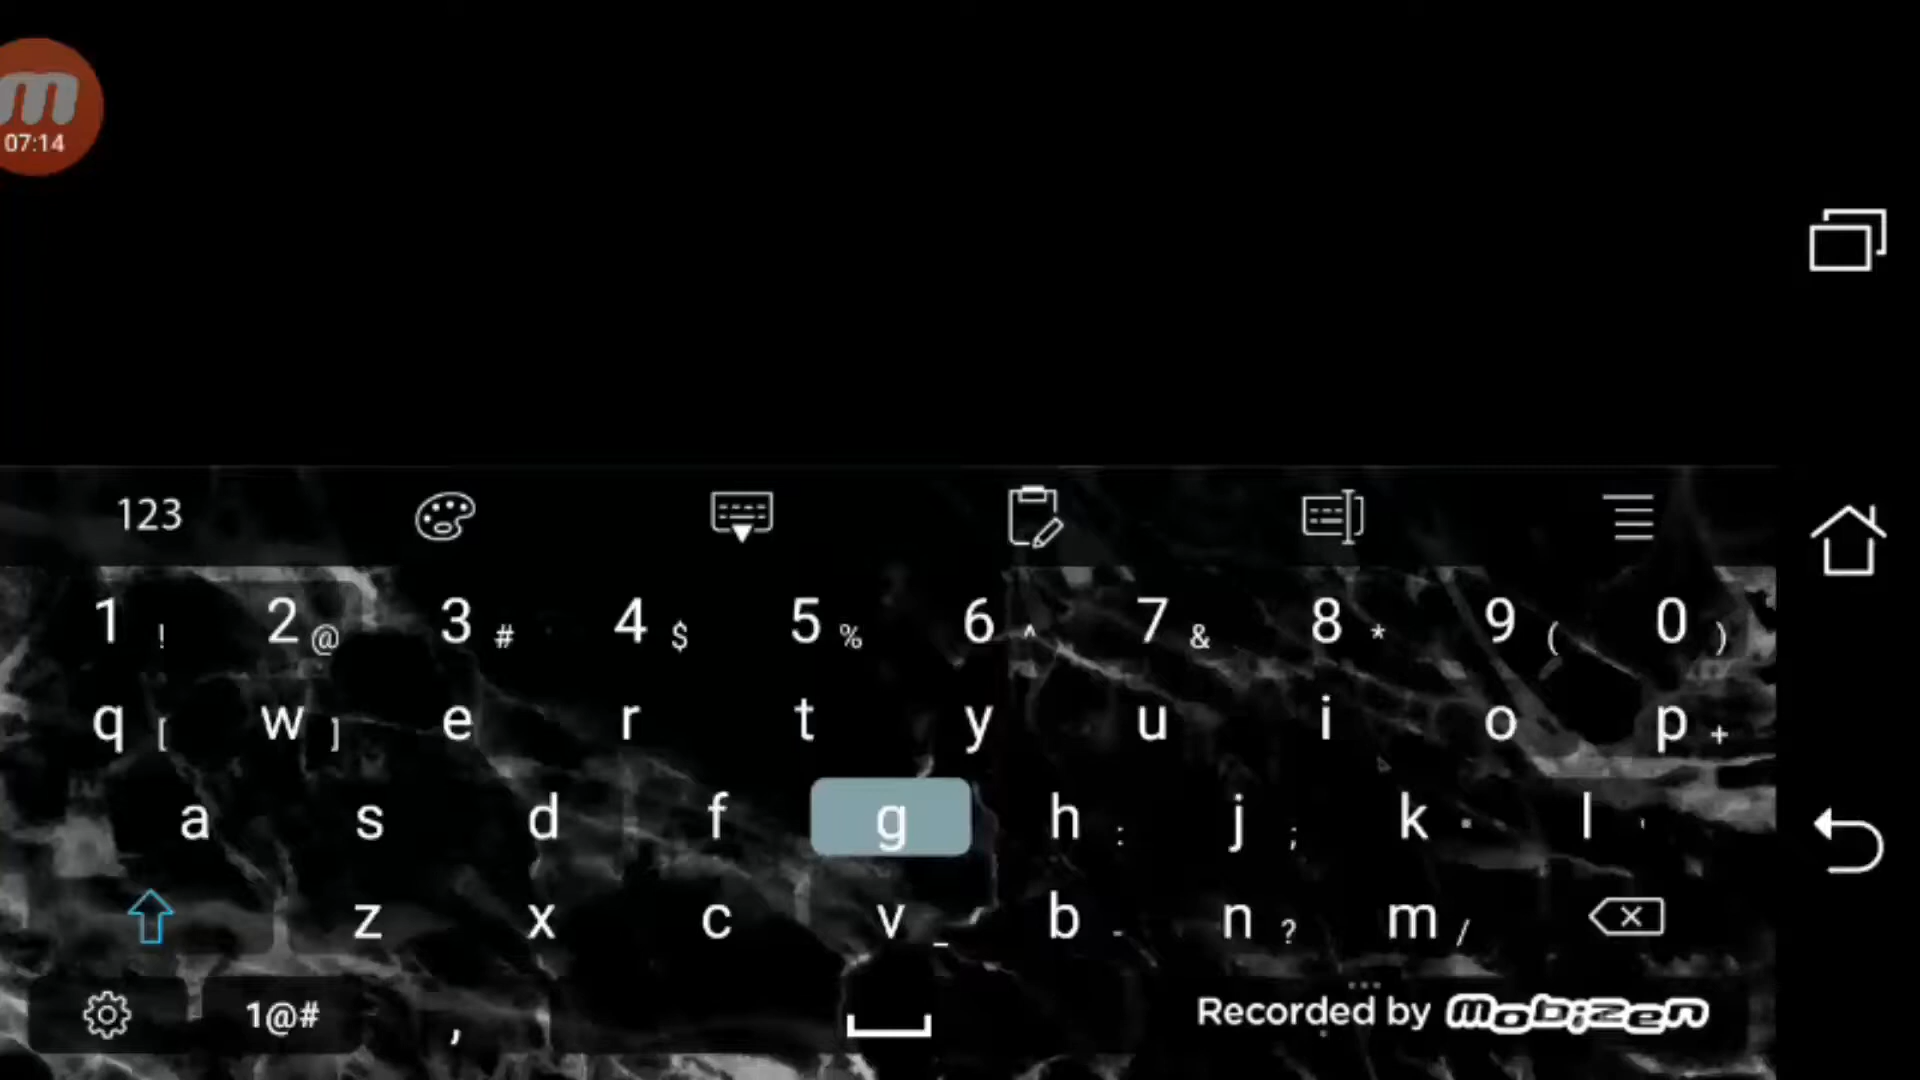 m
07:14
123
1 ! 2 @ 3 # 4 $ 5 % 6 ^ 7 & 8 * 9 ( 0 )
q [ w ] e r t y u i o p +
a s d f g h : j ; k l '
z x c v _ b - n ? m /
1@# , Recorded by mobizen